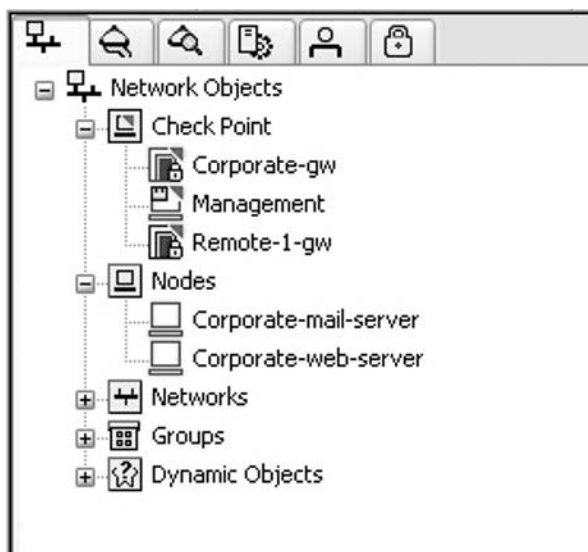 Network Objects
Check Point
Corporate-gw
Management
Remote-1-gw
Nodes
Corporate-mail-server
Corporate-web-server
Networks
Groups
Dynamic Objects